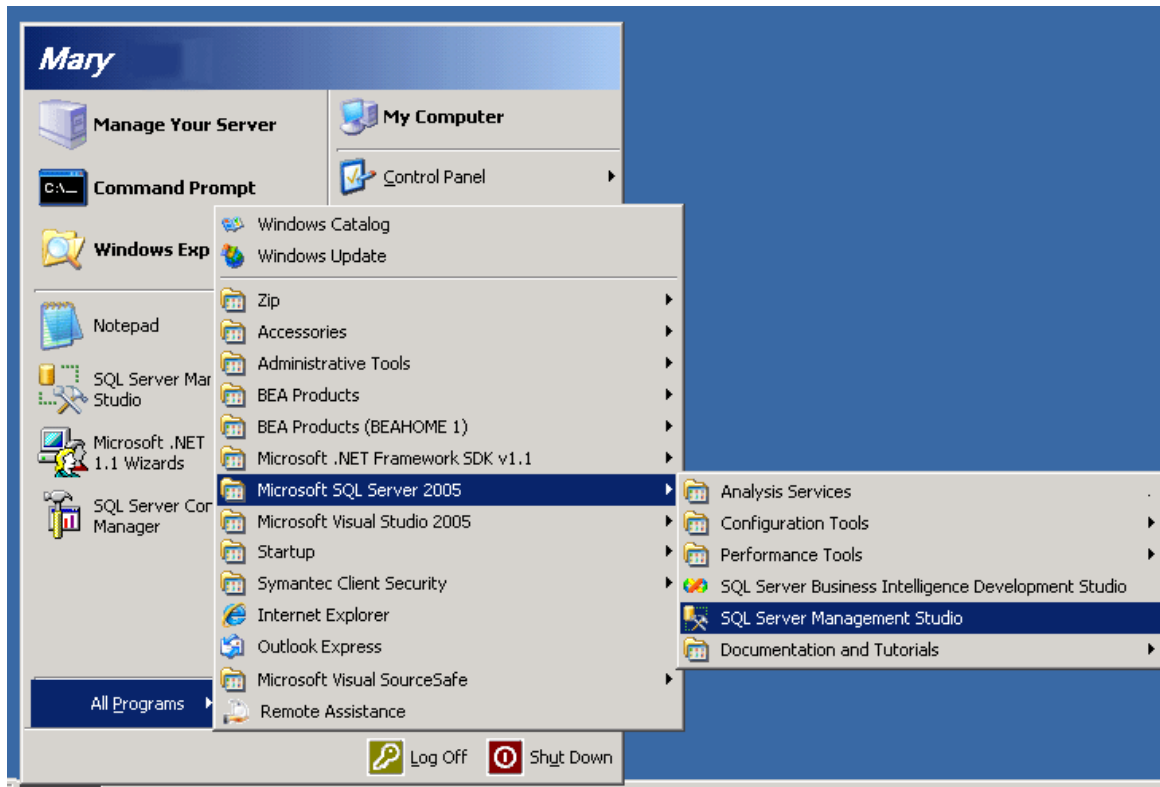 Mary
Manage Your Server
Command Prompt
Windows Exp
Notepad
SQL Server Mar
Studio
Microsoft .NET
1.1 Wizards
SQL Server Cor
Manager
All Programs
My Computer
Control Panel
Windows Catalog
Windows Update
Zip
Accessories
Administrative Tools
BEA Products
BEA Products (BEAHOME 1)
Microsoft .NET Framework SDK v1.1
Microsoft SQL Server 2005
Microsoft Visual Studio 2005
Startup
Symantec Client Security
Internet Explorer
Outlook Express
Microsoft Visual SourceSafe
Remote Assistance
Analysis Services
Configuration Tools
Performance Tools
SQL Server Business Intelligence Development Studio
SQL Server Management Studio
Documentation and Tutorials
Log Off
Shut Down